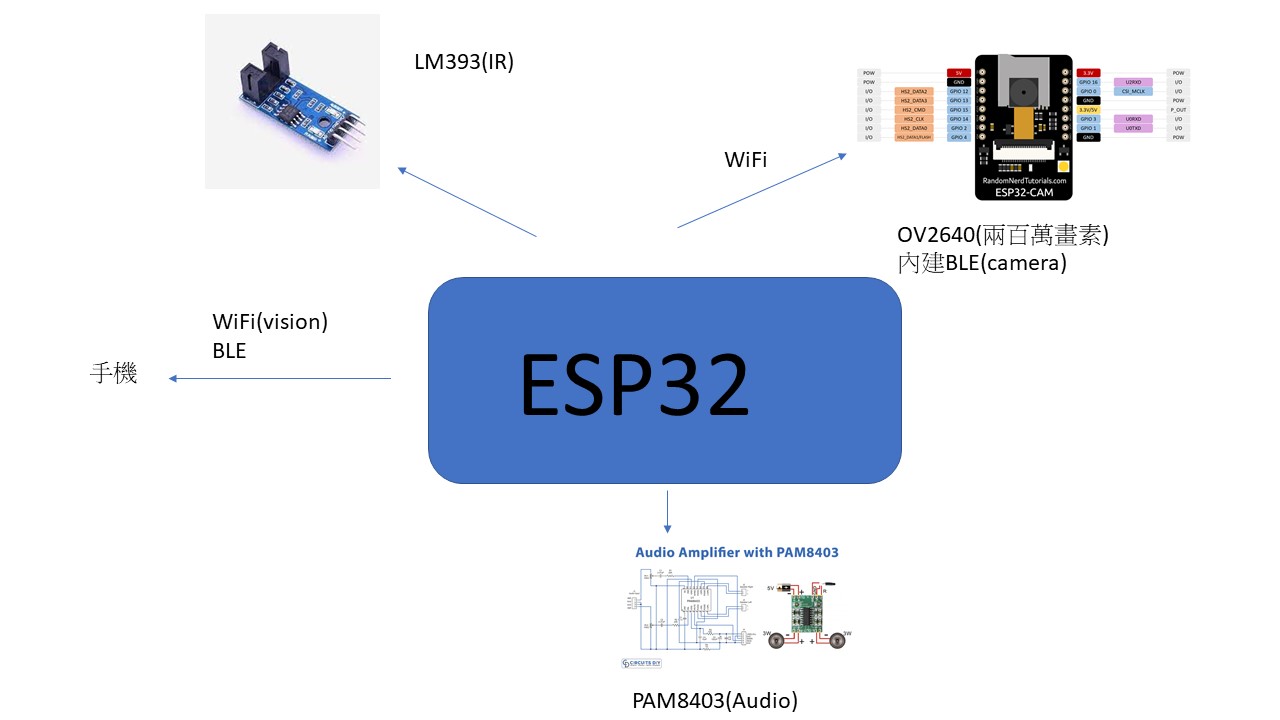 LM393(IR)
WiFi
POW
5V
3.3V
POW
POW
GND
GPIO 16
U2RXD
I/O
I/O
HS2_DATA2
GPIO 12
GPIO 0
CSI_MCLK
I/O
I/O
HS2_DATA3
GPIO 13
GND
POW
I/O
HS2_CMD
GPIO 15
3.3V/5V
P_OUT
I/O
HS2_CLK
GPIO 14
GPIO 3
U0RXD
I/O
I/O
HS2_DATA0
GPIO 2
GPIO 1
U0TXD
I/O
I/O
HS2_DATA1/FLASH
GPIO 4
GND
POW
RandomNerdTutorials.com
ESP32-CAM
OV2640(兩百萬畫素)
內建BLE(camera)
WiFi(vision)
BLE
手機
ESP32
Audio Amplifier with PAM8403
5V
R
3W
3W
CIRCUITS DIY
PAM8403(Audio)